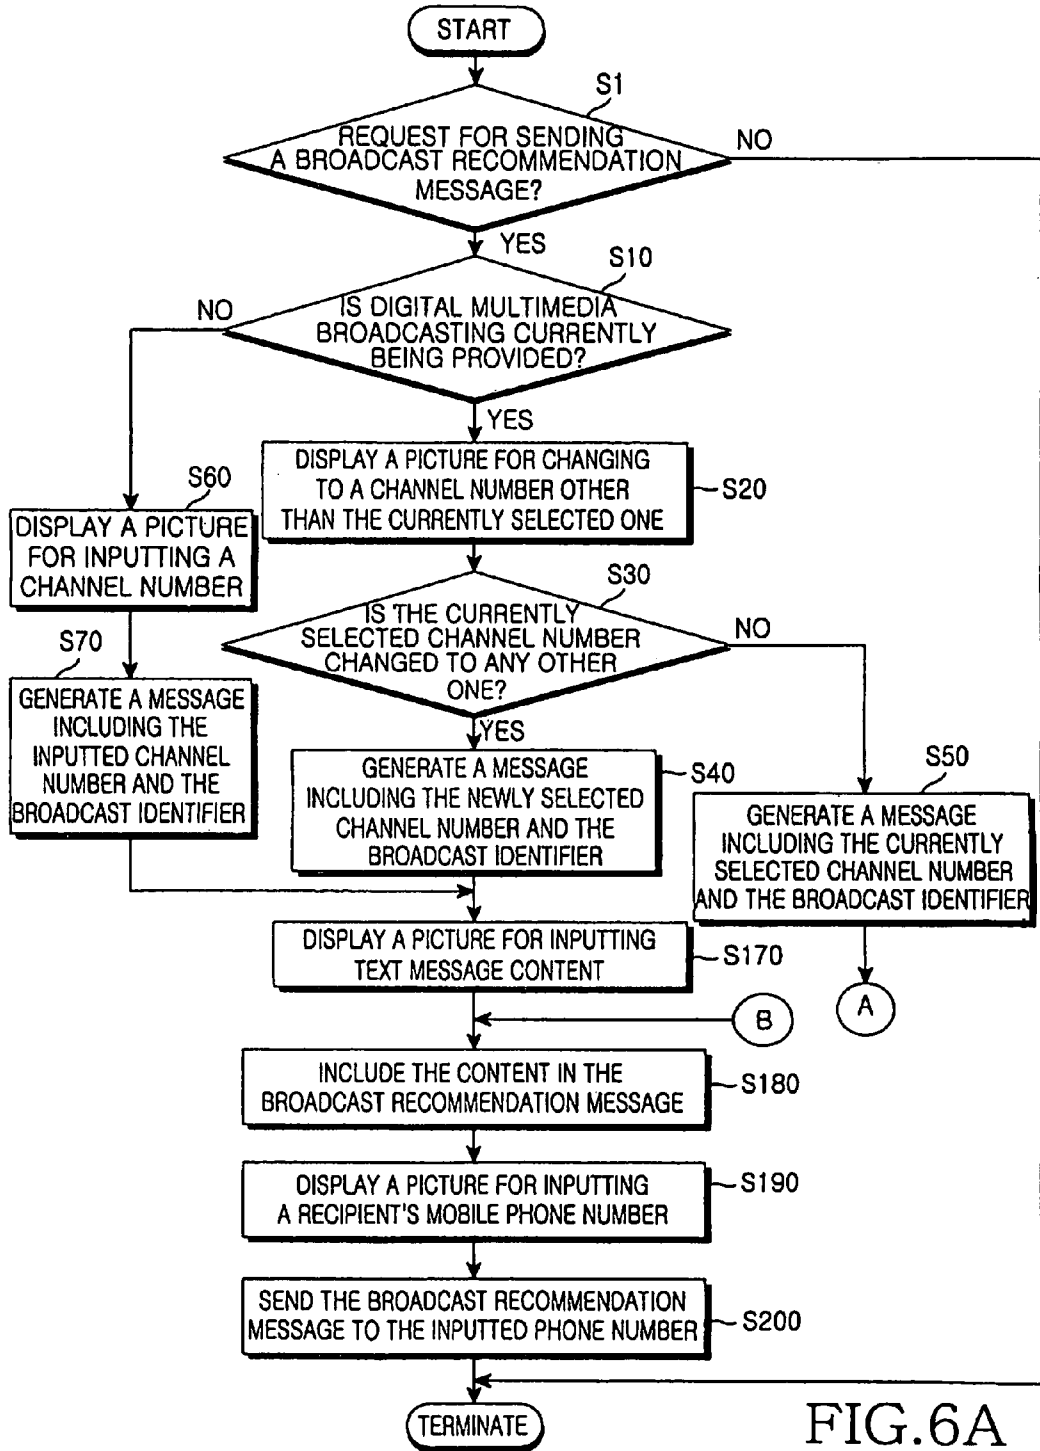 START
S1
REQUEST FOR SENDING
A BROADCAST RECOMMENDATION
MESSAGE?
NO
YES
S10
NO
IS DIGITAL MULTIMEDIA
BROADCASTING CURRENTLY
BEING PROVIDED?
YES
DISPLAY A PICTURE FOR CHANGING
TO A CHANNEL NUMBER OTHER
THAN THE CURRENTLY SELECTED ONE
S20
S60
DISPLAY A PICTURE
FOR INPUTTING A
CHANNEL NUMBER
S30
IS THE CURRENTLY
SELECTED CHANNEL NUMBER
CHANGED TO ANY OTHER
ONE?
NO
YES
S70
GENERATE A MESSAGE
INCLUDING THE
INPUTTED CHANNEL
NUMBER AND THE
BROADCAST IDENTIFIER
GENERATE A MESSAGE
INCLUDING THE NEWLY SELECTED
CHANNEL NUMBER AND THE
BROADCAST IDENTIFIER
S40
S50
GENERATE A MESSAGE
INCLUDING THE CURRENTLY
SELECTED CHANNEL NUMBER
AND THE BROADCAST IDENTIFIER
DISPLAY A PICTURE FOR INPUTTING
TEXT MESSAGE CONTENT
S170
B
A
INCLUDE THE CONTENT IN THE
BROADCAST RECOMMENDATION MESSAGE
S180
DISPLAY A PICTURE FOR INPUTTING
A RECIPIENT'S MOBILE PHONE NUMBER
S190
SEND THE BROADCAST RECOMMENDATION
MESSAGE TO THE INPUTTED PHONE NUMBER
S200
TERMINATE
FIG.6A